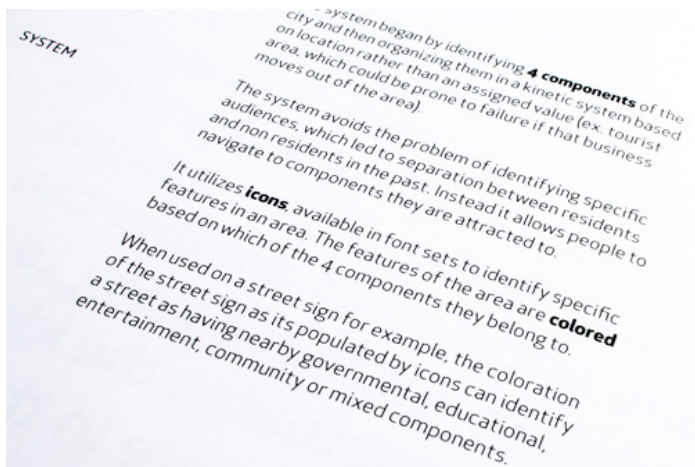 SYSTEM
system began by identifying 4 components of the
city and then organizing them in a kinetic system based
on location rather than an assigned value (ex. tourist
area, which could be prone to failure if that business
moves out of the area).
The system avoids the problem of identifying specific
audiences, which led to separation between residents
and non residents in the past. Instead it allows people to
navigate to components they are attracted to.
It utilizes icons, available in font sets to identify specific
features in an area. The features of the area are colored
based on which of the 4 components they belong to.
When used on a street sign for example, the coloration
of the street sign as its populated by icons can identify
a street as having nearby governmental, educational,
entertainment, community or mixed components.